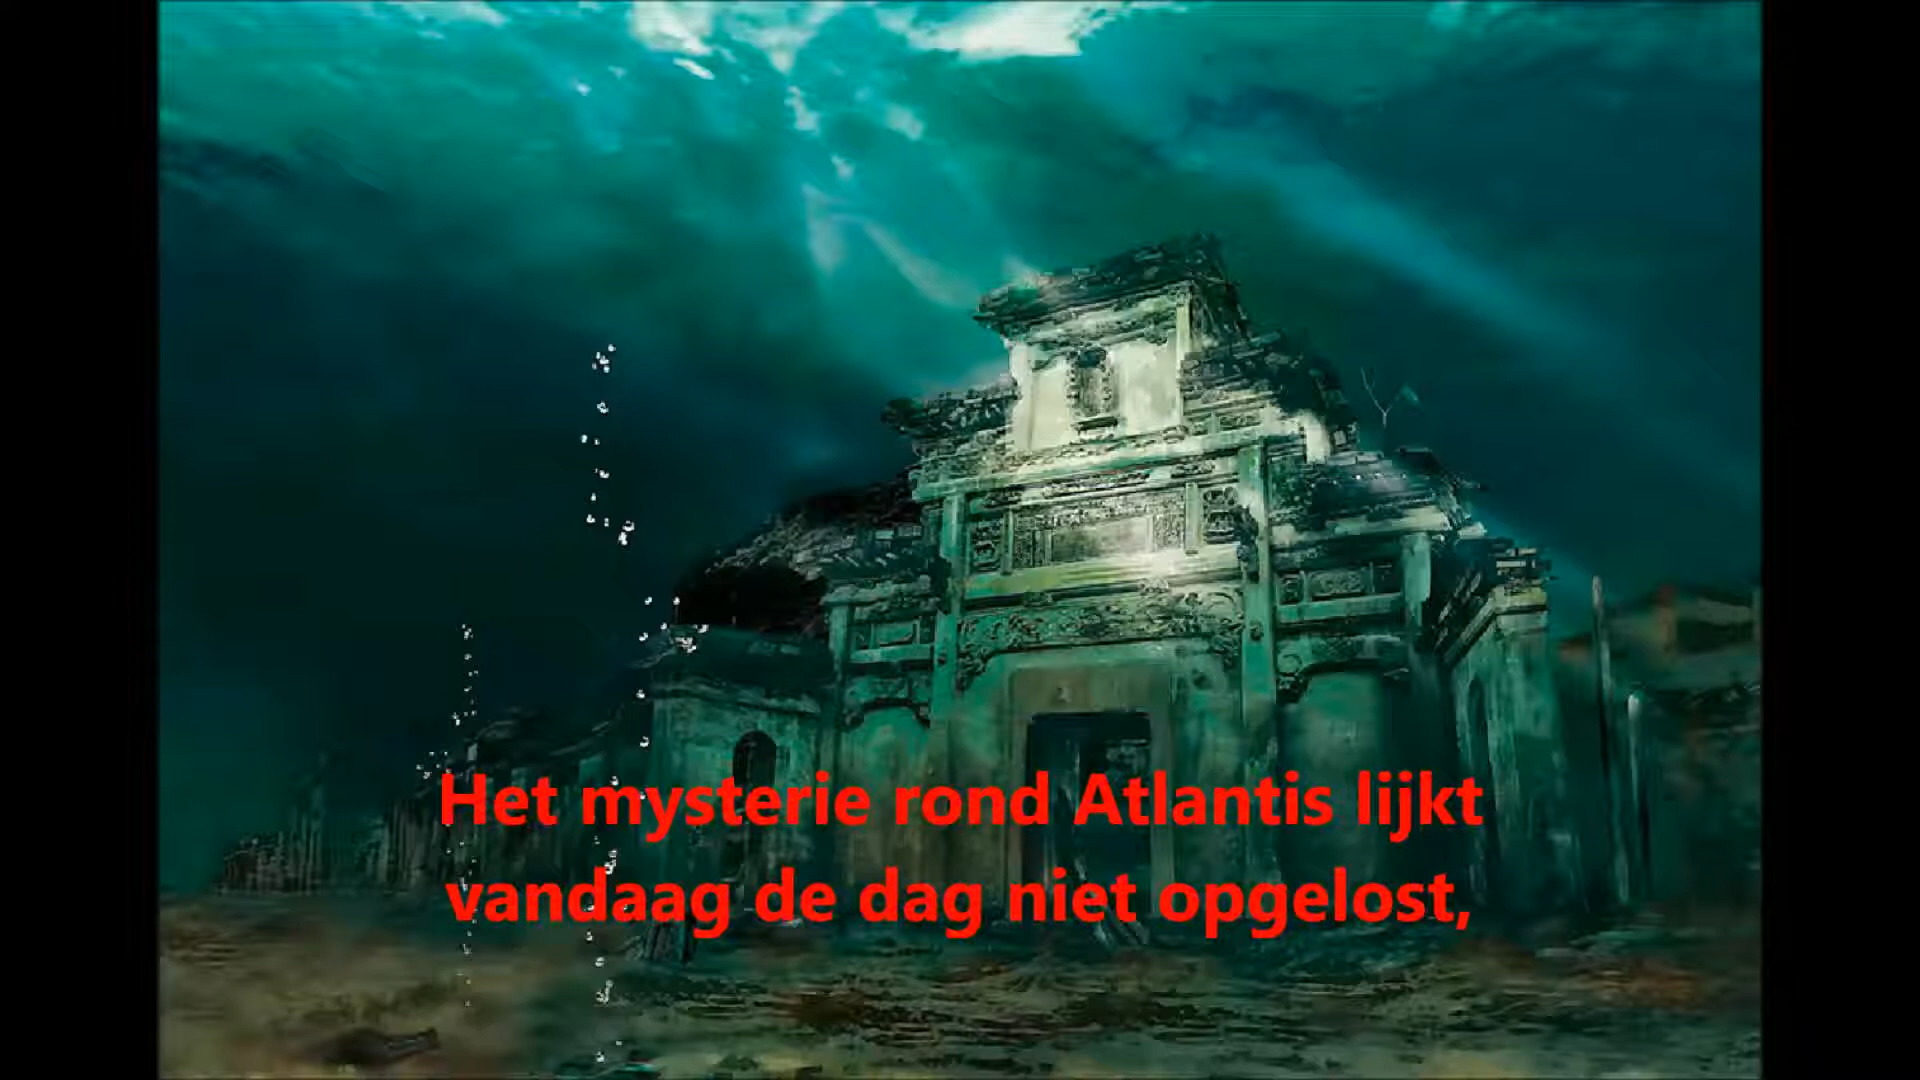 Het mysterie rond Atlantis lijkt
vandaag de dag niet opgelost,